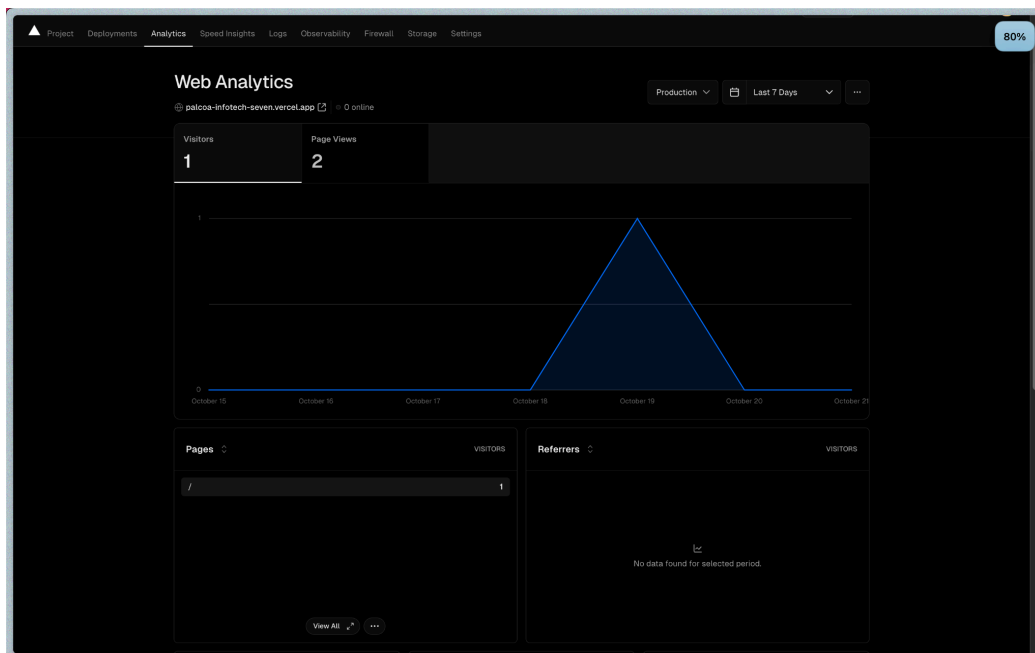 Project Deployments Analytics Speed Insights Logs Observability Firewall Storage Settings
80%
Web Analytics
palcoa-infotech-seven.vercel.app 0 online
Production Last 7 Days
Visitors Page Views
1 2
1
0
October 15 October 16 October 17 October 18 October 19 October 20 October 21
Pages VISITORS
/ 1
View All
Referrers VISITORS
No data found for selected period.